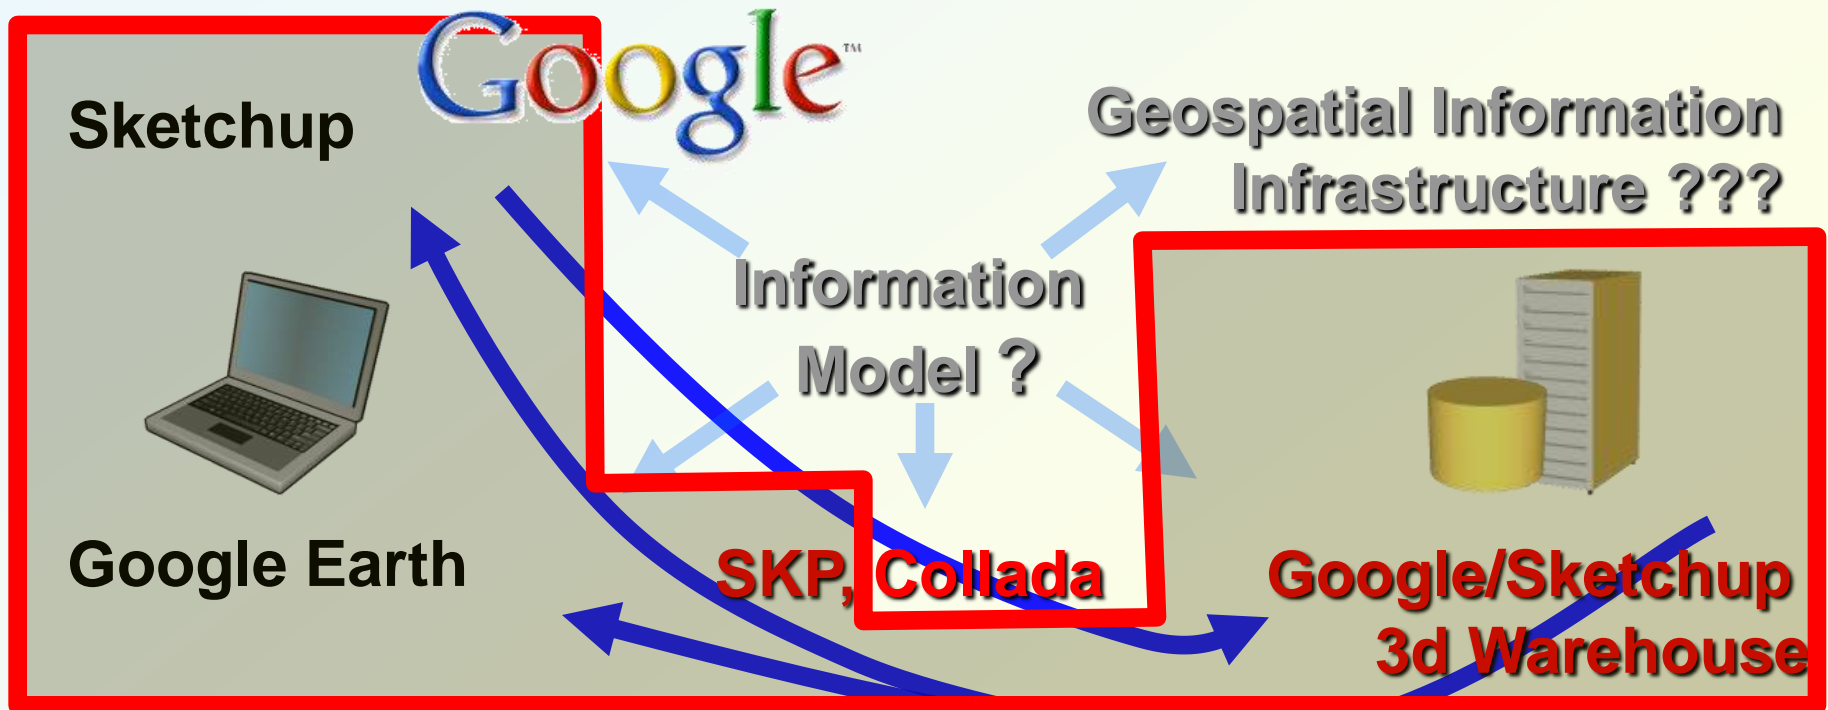 Google™
Sketchup
Geospatial Information
Infrastructure ???
Information
Model ?
Google Earth
SKP, Collada
Google/Sketchup
3d Warehouse